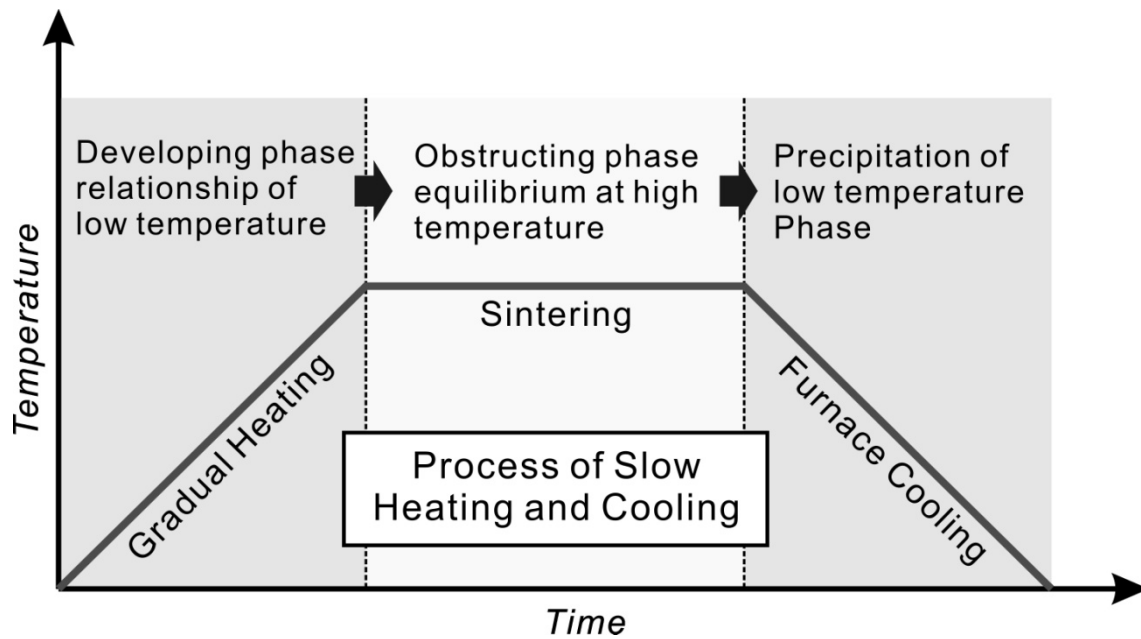 Developing phase
relationship of
low temperature
Obstructing phase
equilibrium at high
temperature
Precipitation of
low temperature
Phase
Temperature
Gradual Heating
Sintering
Furnace Cooling
Process of Slow
Heating and Cooling
Time